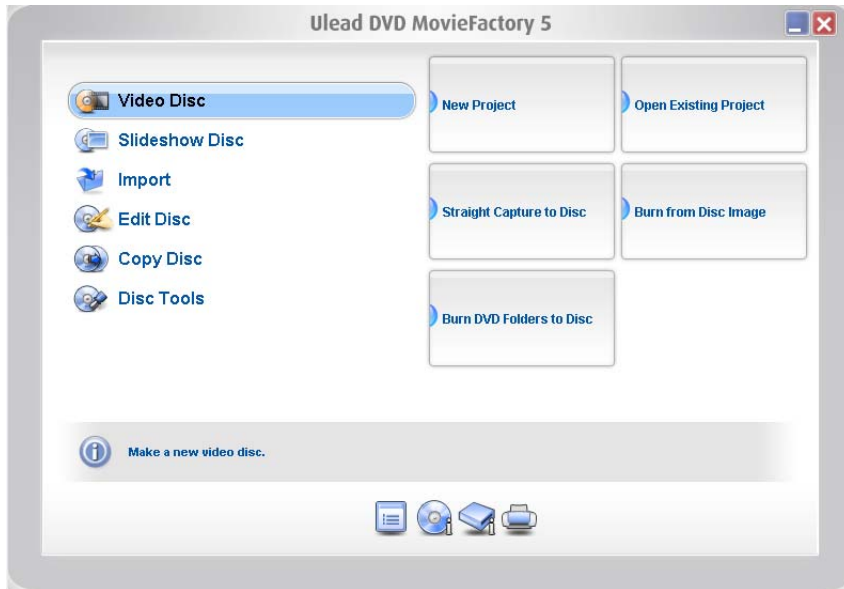 Ulead DVD MovieFactory 5
Video Disc
Slideshow Disc
Import
Edit Disc
Copy Disc
Disc Tools
New Project
Open Existing Project
Straight Capture to Disc
Burn from Disc Image
Burn DVD Folders to Disc
Make a new video disc.